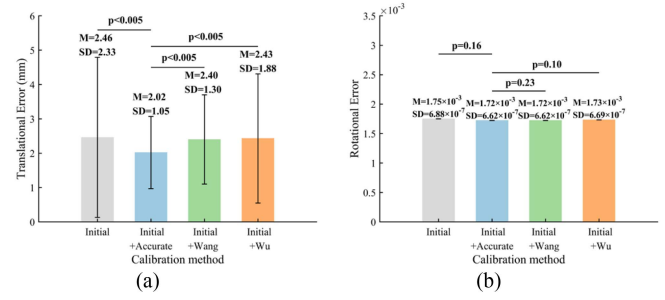 6
5
4
3
2
1
0
Translational Error (mm)
p<0.005
p<0.005
p<0.005
M=2.46
SD=2.33
M=2.02
SD=1.05
M=2.40
SD=1.30
M=2.43
SD=1.88
Initial
Initial
+Accurate
Initial
+Wang
Initial
+Wu
Calibration method
(a)
×10⁻³
3.5
3
2.5
2
1.5
1
0.5
0
Rotational Error
p=0.16
p=0.10
p=0.23
M=1.75×10⁻³
SD=6.88×10⁻⁷
M=1.72×10⁻³
SD=6.62×10⁻⁷
M=1.72×10⁻³
SD=6.62×10⁻⁷
M=1.73×10⁻³
SD=6.69×10⁻⁷
Initial
Initial
+Accurate
Initial
+Wang
Initial
+Wu
Calibration method
(b)